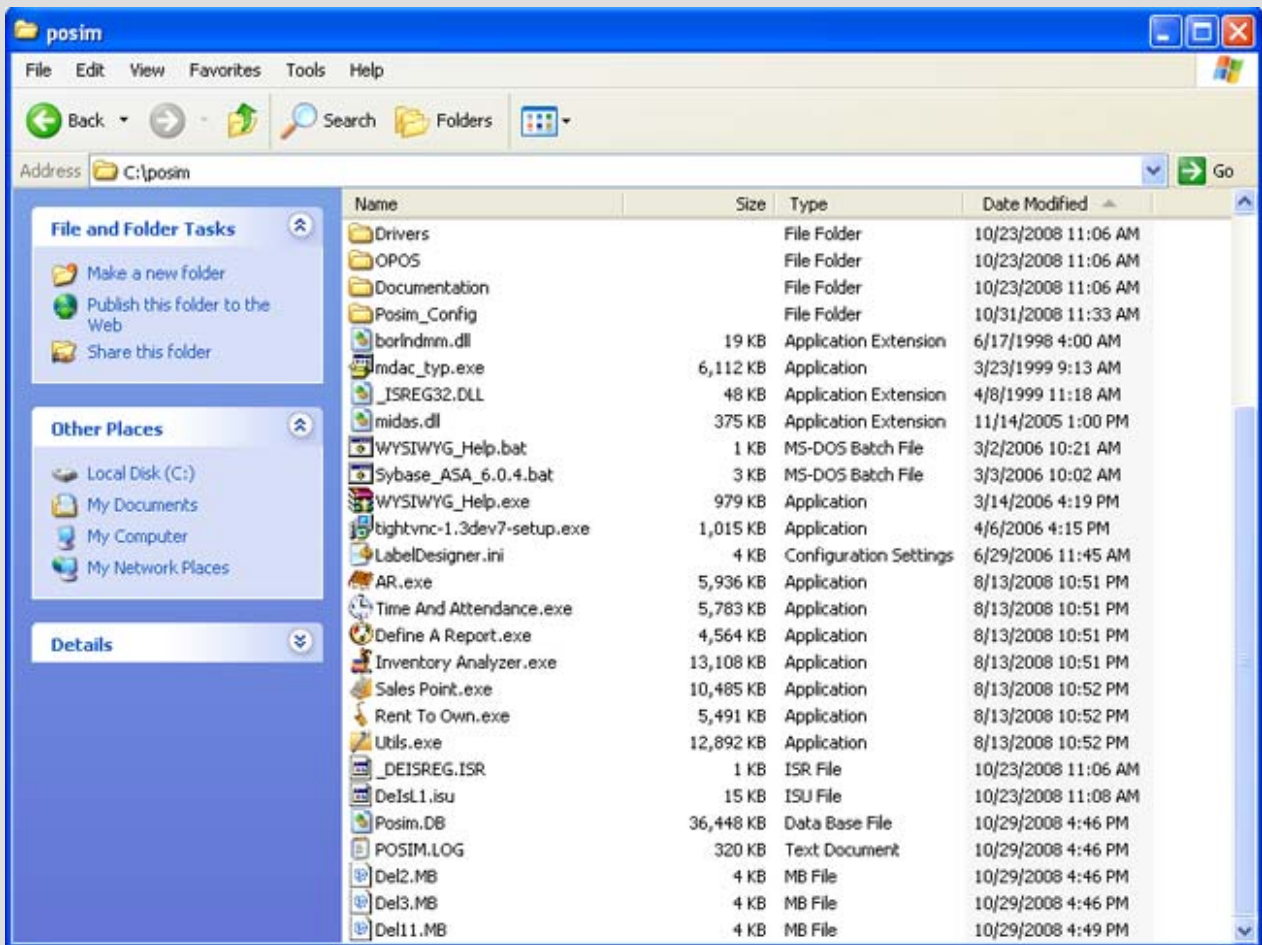 posim
File Edit View Favorites Tools Help
Back Search Folders
Address C:\posim Go
File and Folder Tasks
Make a new folder
Publish this folder to the Web
Share this folder
Other Places
Local Disk (C:)
My Documents
My Computer
My Network Places
Details
Name Size Type Date Modified
Drivers File Folder 10/23/2008 11:06 AM
OPOS File Folder 10/23/2008 11:06 AM
Documentation File Folder 10/23/2008 11:06 AM
Posim_Config File Folder 10/31/2008 11:33 AM
borlndmm.dll 19 KB Application Extension 6/17/1998 4:00 AM
mdac_typ.exe 6,112 KB Application 3/23/1999 9:13 AM
_ISREG32.DLL 48 KB Application Extension 4/8/1999 11:18 AM
midas.dll 375 KB Application Extension 11/14/2005 1:00 PM
WYSIWYG_Help.bat 1 KB MS-DOS Batch File 3/2/2006 10:21 AM
Sybase_ASA_6.0.4.bat 3 KB MS-DOS Batch File 3/3/2006 10:02 AM
WYSIWYG_Help.exe 979 KB Application 3/14/2006 4:19 PM
tightvnc-1.3dev7-setup.exe 1,015 KB Application 4/6/2006 4:15 PM
LabelDesigner.ini 4 KB Configuration Settings 6/29/2006 11:45 AM
AR.exe 5,936 KB Application 8/13/2008 10:51 PM
Time And Attendance.exe 5,783 KB Application 8/13/2008 10:51 PM
Define A Report.exe 4,564 KB Application 8/13/2008 10:51 PM
Inventory Analyzer.exe 13,108 KB Application 8/13/2008 10:51 PM
Sales Point.exe 10,485 KB Application 8/13/2008 10:52 PM
Rent To Own.exe 5,491 KB Application 8/13/2008 10:52 PM
Utils.exe 12,892 KB Application 8/13/2008 10:52 PM
_DEISREG.ISR 1 KB ISR File 10/23/2008 11:06 AM
DeIsL1.isu 15 KB ISU File 10/23/2008 11:08 AM
Posim.DB 36,448 KB Data Base File 10/29/2008 4:46 PM
POSIM.LOG 320 KB Text Document 10/29/2008 4:46 PM
Del2.MB 4 KB MB File 10/29/2008 4:46 PM
Del3.MB 4 KB MB File 10/29/2008 4:46 PM
Del11.MB 4 KB MB File 10/29/2008 4:49 PM